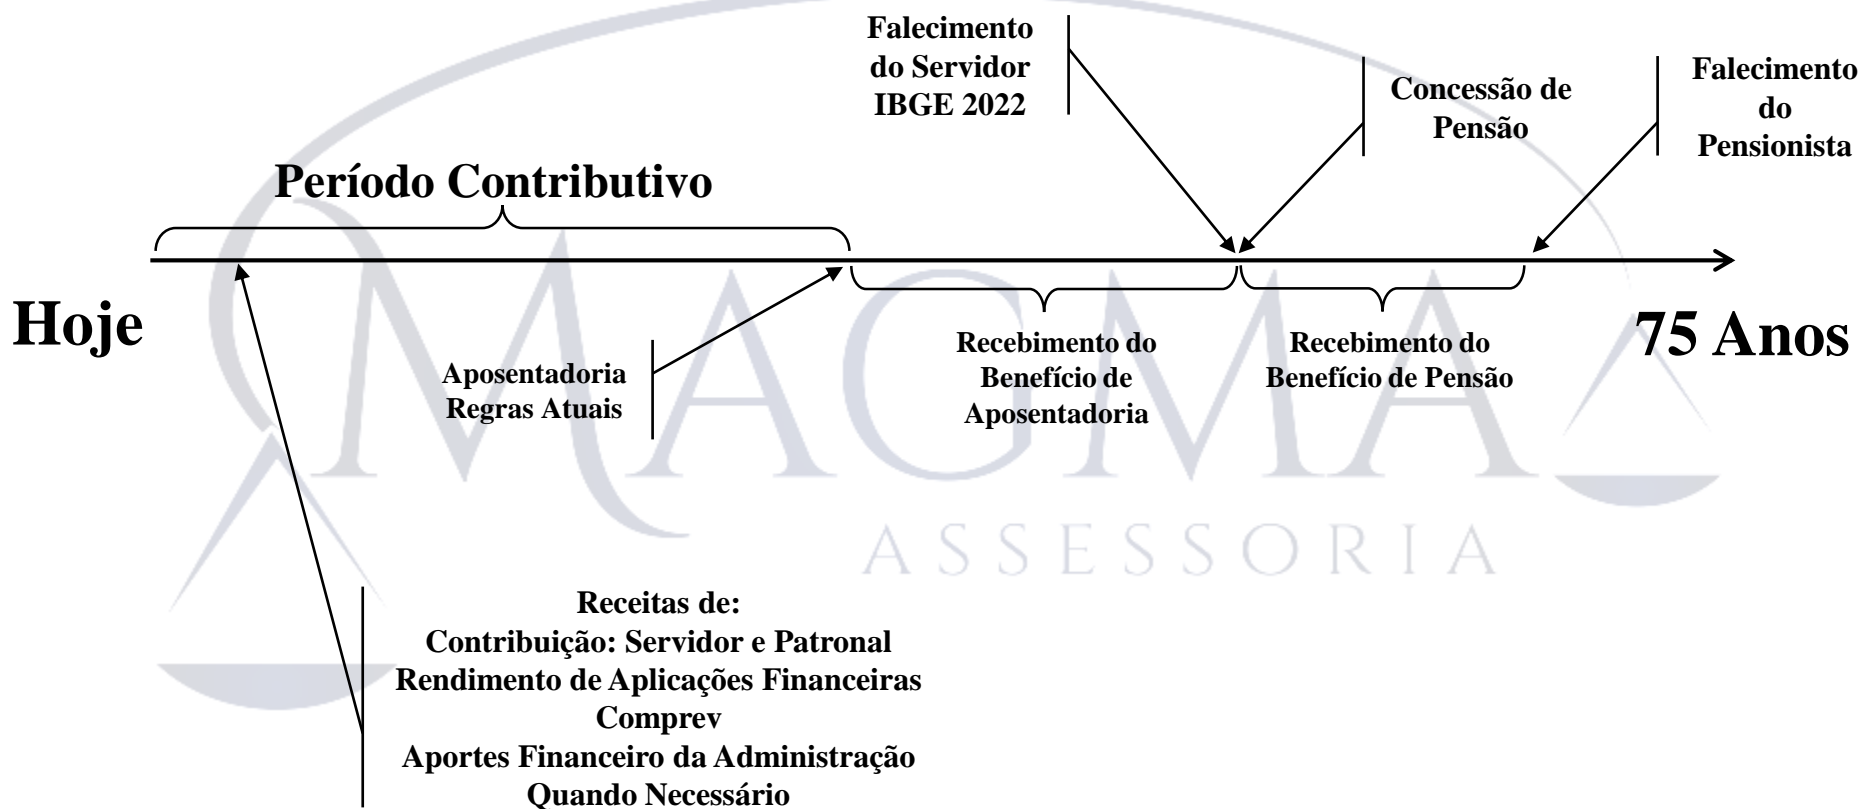 Falecimento
do Servidor
IBGE 2022
Concessão de
Pensão
Falecimento
do
Pensionista
Período Contributivo
Hoje
75 Anos
Aposentadoria
Regras Atuais
Recebimento do
Benefício de
Aposentadoria
Recebimento do
Benefício de Pensão
MAGMA
ASSESSORIA
Receitas de:
Contribuição: Servidor e Patronal
Rendimento de Aplicações Financeiras
Comprev
Aportes Financeiro da Administração
Quando Necessário